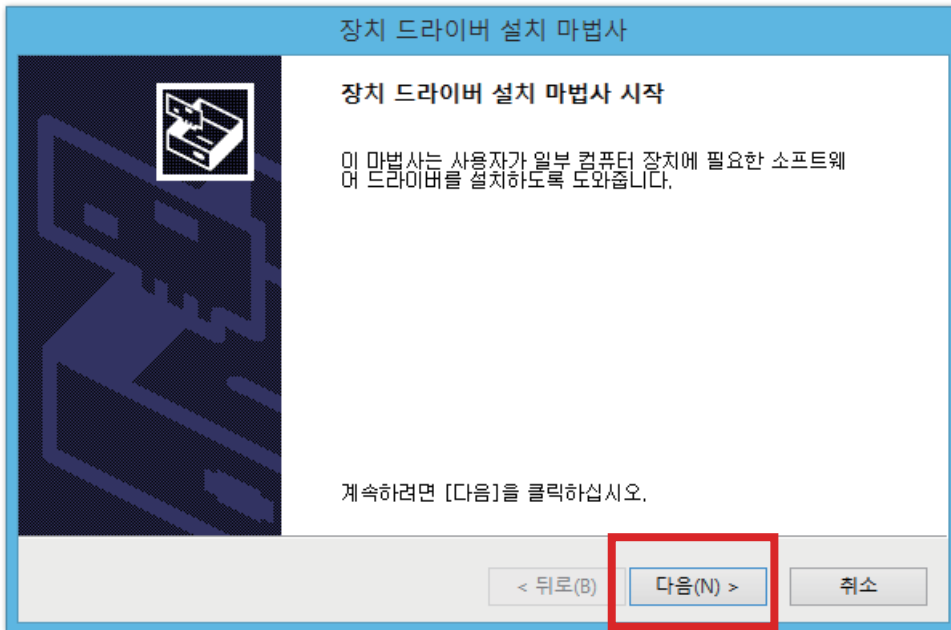 장치 드라이버 설치 마법사
장치 드라이버 설치 마법사 시작
이 마법사는 사용자가 일부 컴퓨터 장치에 필요한 소프트웨
어 드라이버를 설치하도록 도와줍니다.
계속하려면 [다음]을 클릭하십시오.
< 뒤로(B) 다음(N) > 취소